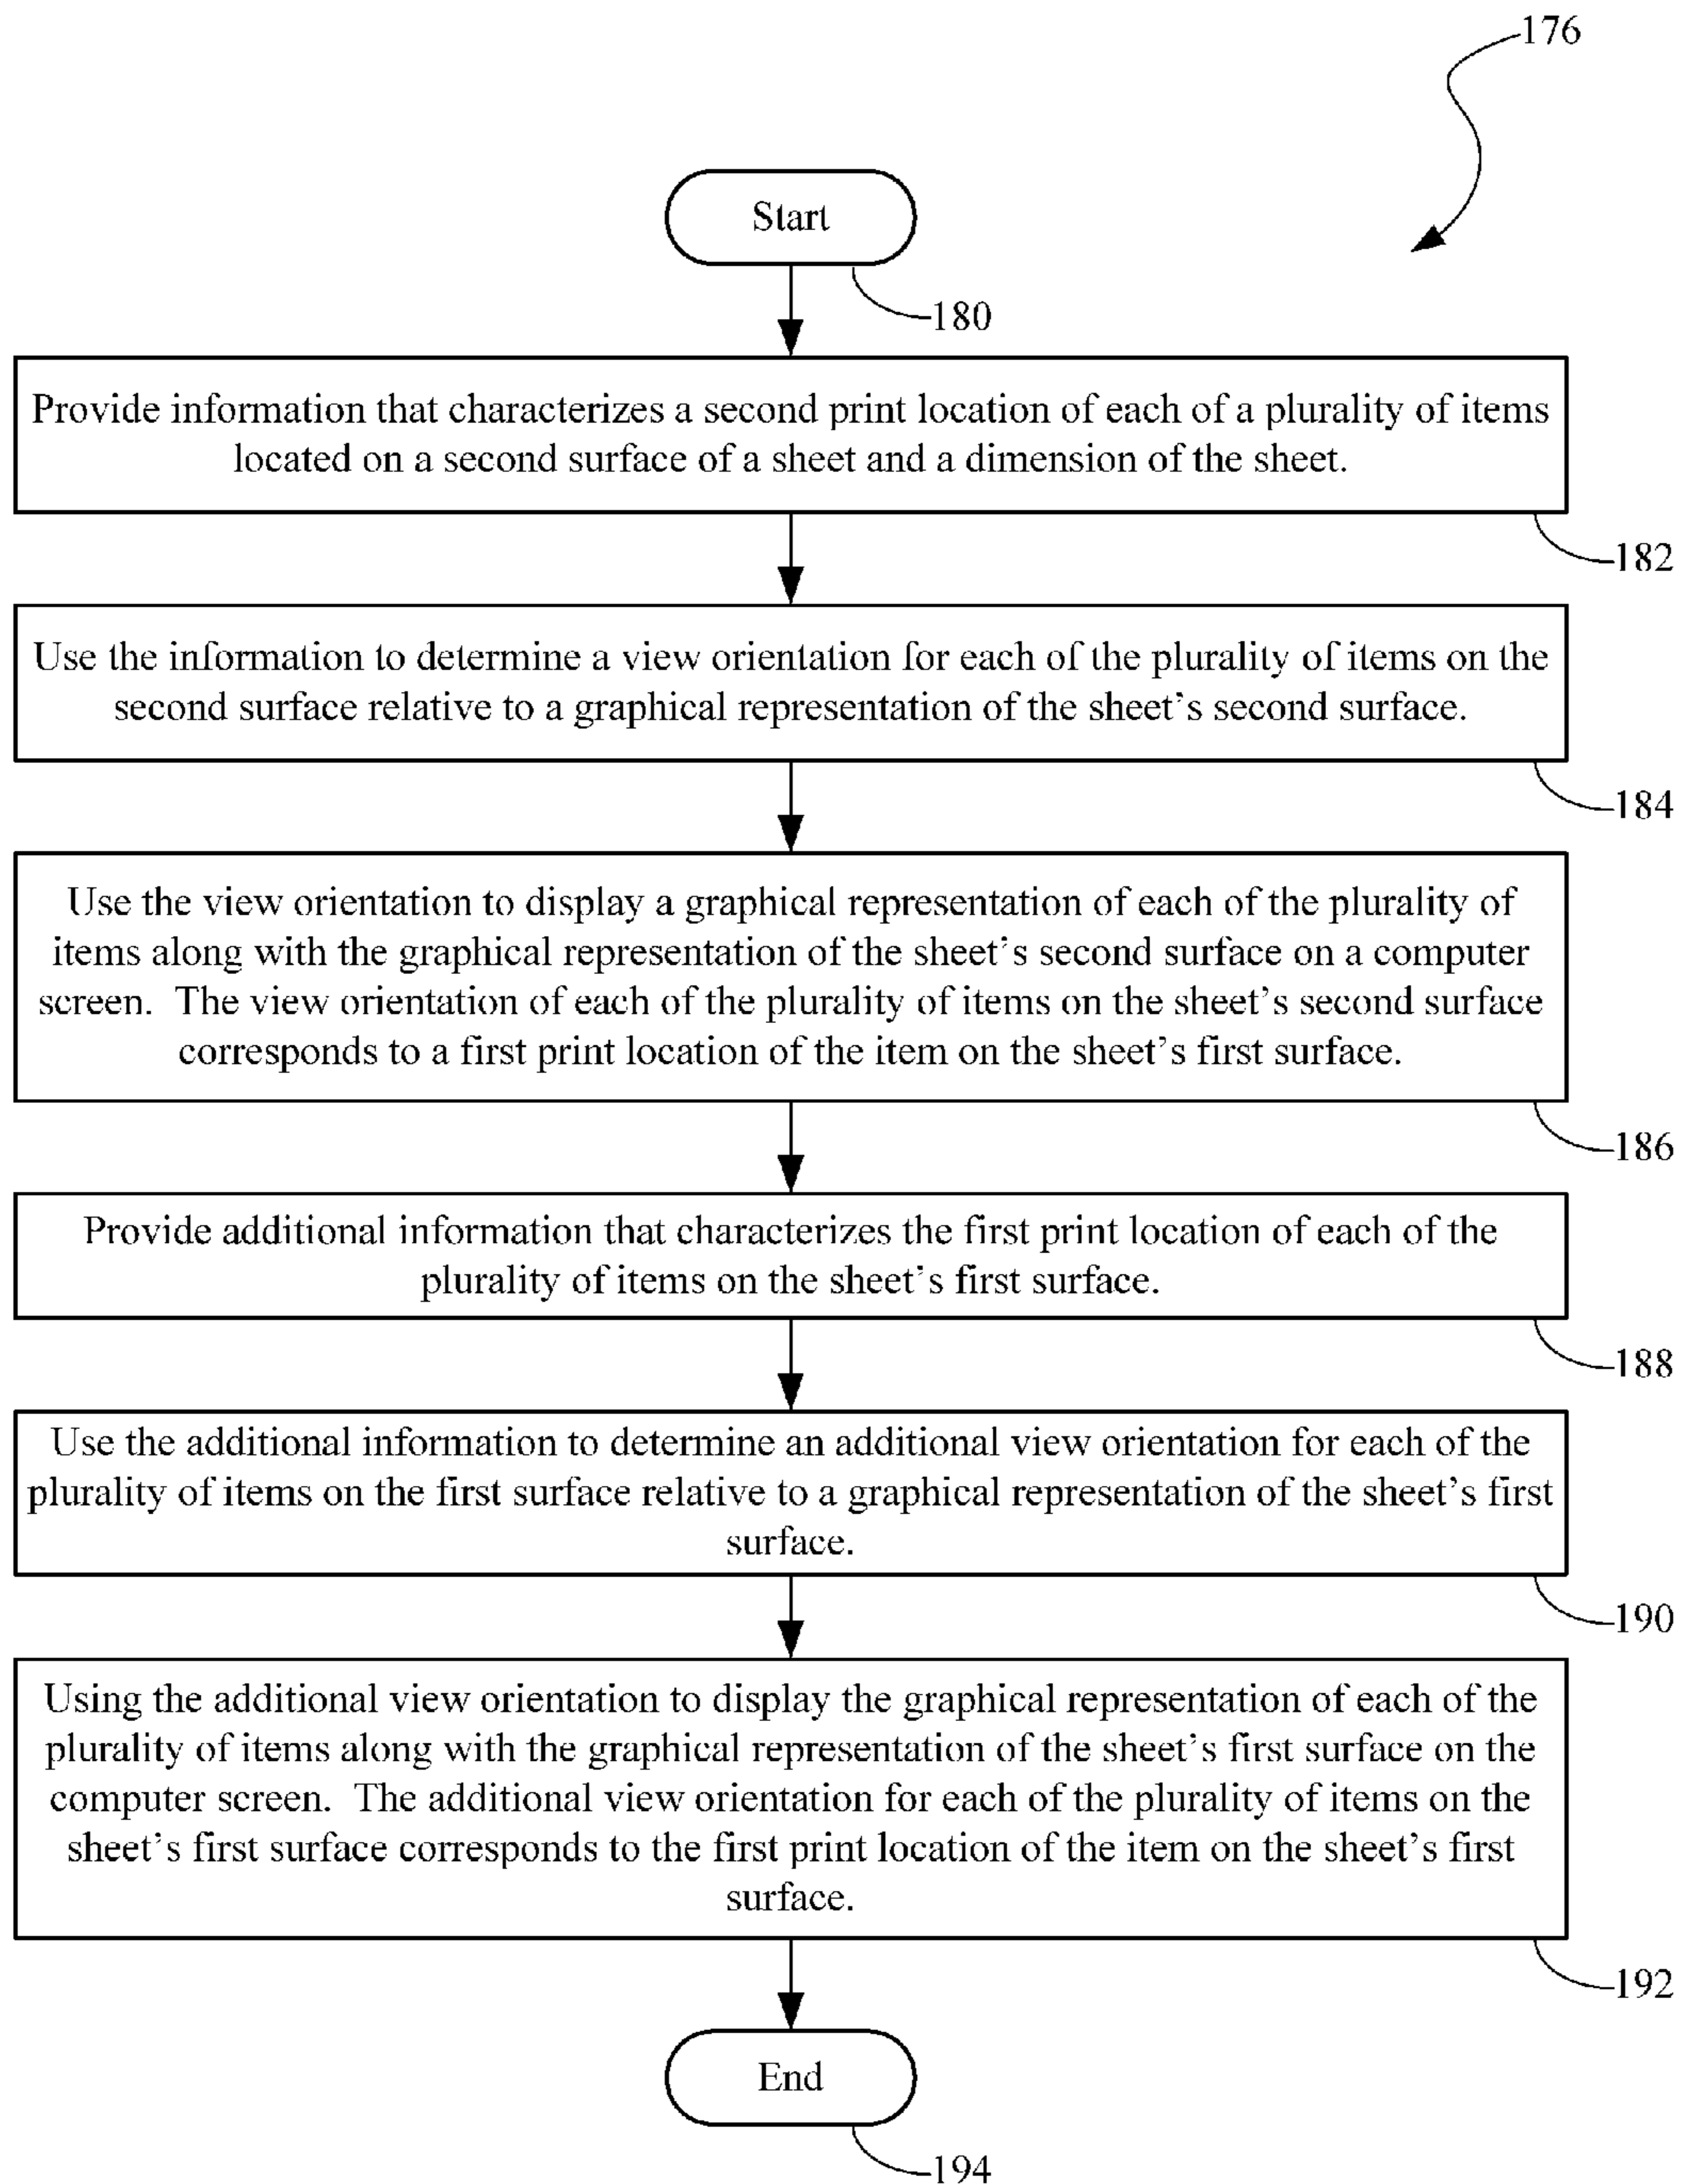 176
Start
180
Provide information that characterizes a second print location of each of a plurality of items
located on a second surface of a sheet and a dimension of the sheet.
182
Use the information to determine a view orientation for each of the plurality of items on the
second surface relative to a graphical representation of the sheet's second surface.
184
Use the view orientation to display a graphical representation of each of the plurality of
items along with the graphical representation of the sheet's second surface on a computer
screen.  The view orientation of each of the plurality of items on the sheet's second surface
corresponds to a first print location of the item on the sheet's first surface.
186
Provide additional information that characterizes the first print location of each of the
plurality of items on the sheet's first surface.
188
Use the additional information to determine an additional view orientation for each of the
plurality of items on the first surface relative to a graphical representation of the sheet's first
surface.
190
Using the additional view orientation to display the graphical representation of each of the
plurality of items along with the graphical representation of the sheet's first surface on the
computer screen.  The additional view orientation for each of the plurality of items on the
sheet's first surface corresponds to the first print location of the item on the sheet's first
surface.
192
End
194